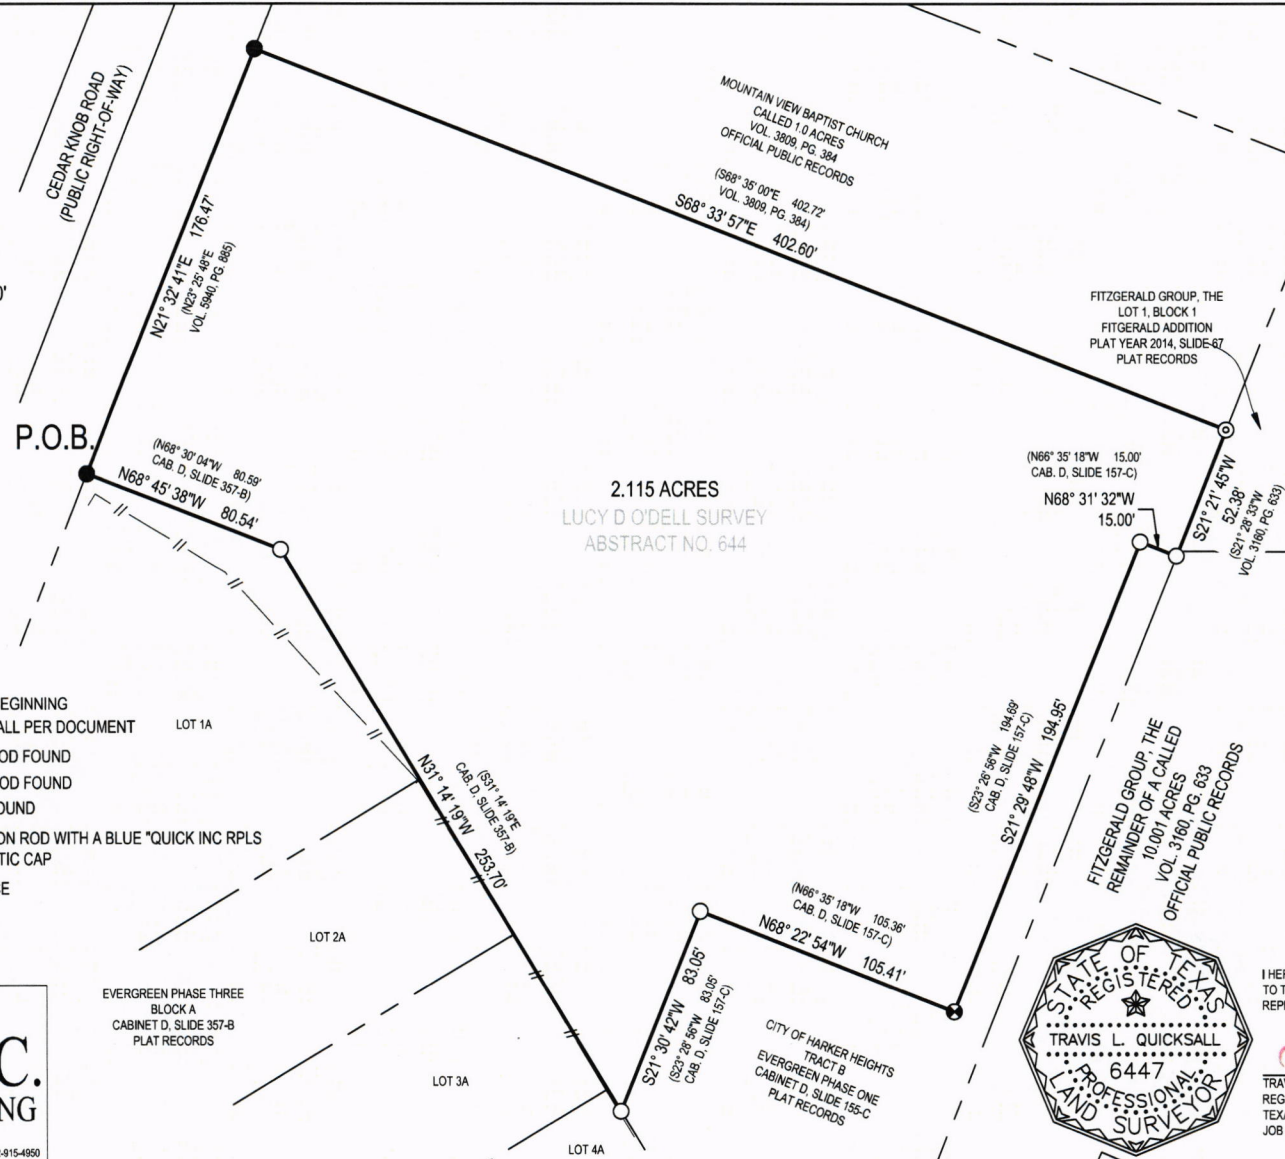 CEDAR KNOB ROAD
(PUBLIC RIGHT-OF-WAY)
MOUNTAIN VIEW BAPTIST CHURCH
CALLED 1.0 ACRES
VOL. 3809, PG. 384
OFFICIAL PUBLIC RECORDS
(S68° 35' 00"E 402.72'
VOL. 3809, PG. 384)
S68° 33' 57"E 402.60'
N21° 32' 41"E 176.47'
(N23° 25' 48"E
VOL. 5940, PG. 885)
FITZGERALD GROUP, THE
LOT 1, BLOCK 1
FITGERALD ADDITION
PLAT YEAR 2014, SLIDE 67
PLAT RECORDS
P.O.B.
(N68° 30' 04"W 80.59'
CAB. D, SLIDE 357-B)
N68° 45' 38"W 80.54'
2.115 ACRES
LUCY D O'DELL SURVEY
ABSTRACT NO. 644
(N66° 35' 18"W 15.00'
CAB. D, SLIDE 157-C)
N68° 31' 32"W
15.00'
S21° 21' 45"W
52.38'
(S21° 28' 33"W
VOL. 3160, PG. 633)
EGINNING
ALL PER DOCUMENT
OD FOUND
OD FOUND
OUND
ON ROD WITH A BLUE "QUICK INC RPLS
TIC CAP
SE
LOT 1A
N31° 14' 19"W 253.70'
(S31° 14' 19"E
CAB. D, SLIDE 357-B)
(S23° 26' 56"W 194.69'
CAB. D, SLIDE 157-C)
S21° 29' 48"W 194.95'
FITZGERALD GROUP, THE
REMAINDER OF A CALLED
10.001 ACRES
VOL. 3160, PG. 633
OFFICIAL PUBLIC RECORDS
(N66° 35' 18"W 105.36'
CAB. D, SLIDE 157-C)
N68° 22' 54"W 105.41'
LOT 2A
EVERGREEN PHASE THREE
BLOCK A
CABINET D, SLIDE 357-B
PLAT RECORDS
S21° 30' 42"W 83.05'
(S23° 28' 56"W 83.05'
CAB. D, SLIDE 157-C)
CITY OF HARKER HEIGHTS
TRACT B
EVERGREEN PHASE ONE
CABINET D, SLIDE 155-C
PLAT RECORDS
LOT 3A
LOT 4A
STATE OF TEXAS
REGISTERED
TRAVIS L. QUICKSALL
6447
PROFESSIONAL
LAND SURVEYOR
I HER
TO T
REP
TRA
REG
TEX
JOB
C.
NG
-915-4950